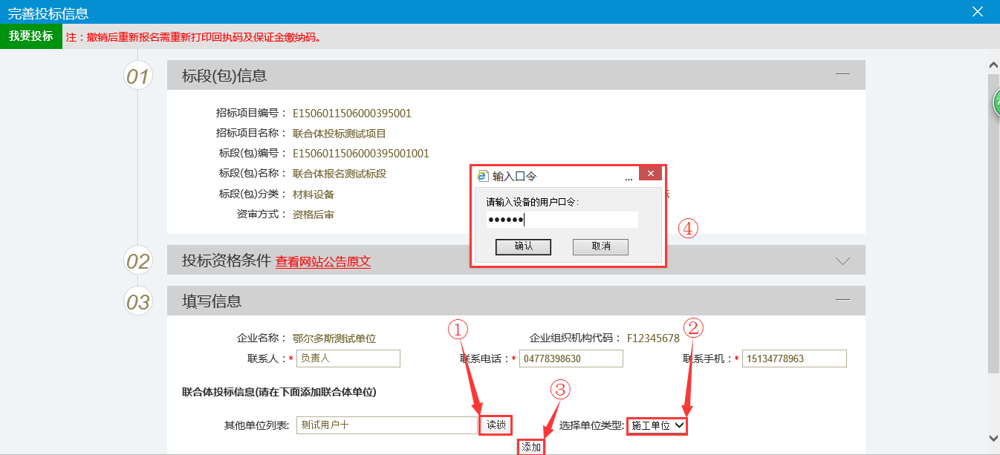 完善投标信息
我要投标 注：撤销后重新报名需重新打印回执码及保证金缴纳码。
01 标段(包)信息
招标项目编号： E1506011506000395001
招标项目名称： 联合体投标测试项目
标段(包)编号： E1506011506000395001001
标段(包)名称： 联合体报名测试标段
标段(包)分类： 材料设备
资审方式： 资格后审
输入口令 ...
请输入设备的用户口令:
●●●●●●
确认 取消
④
02 投标资格条件 查看网站公告原文
03 填写信息
① ②
企业名称： 鄂尔多斯测试单位 企业组织机构代码： F12345678
联系人：* 负责人 联系电话：* 04778398630 联系手机：* 15134778963
③
联合体投标信息(请在下面添加联合体单位)
其他单位列表: 测试用户十 读锁 选择单位类型: 施工单位
添加